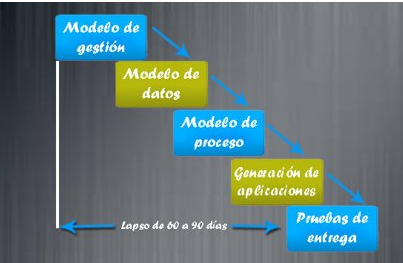 Modelo de
gestión
Modelo de
datos
Modelo de
proceso
Generación de
aplicaciones
Pruebas de
entrega
Lapso de 60 a 90 días